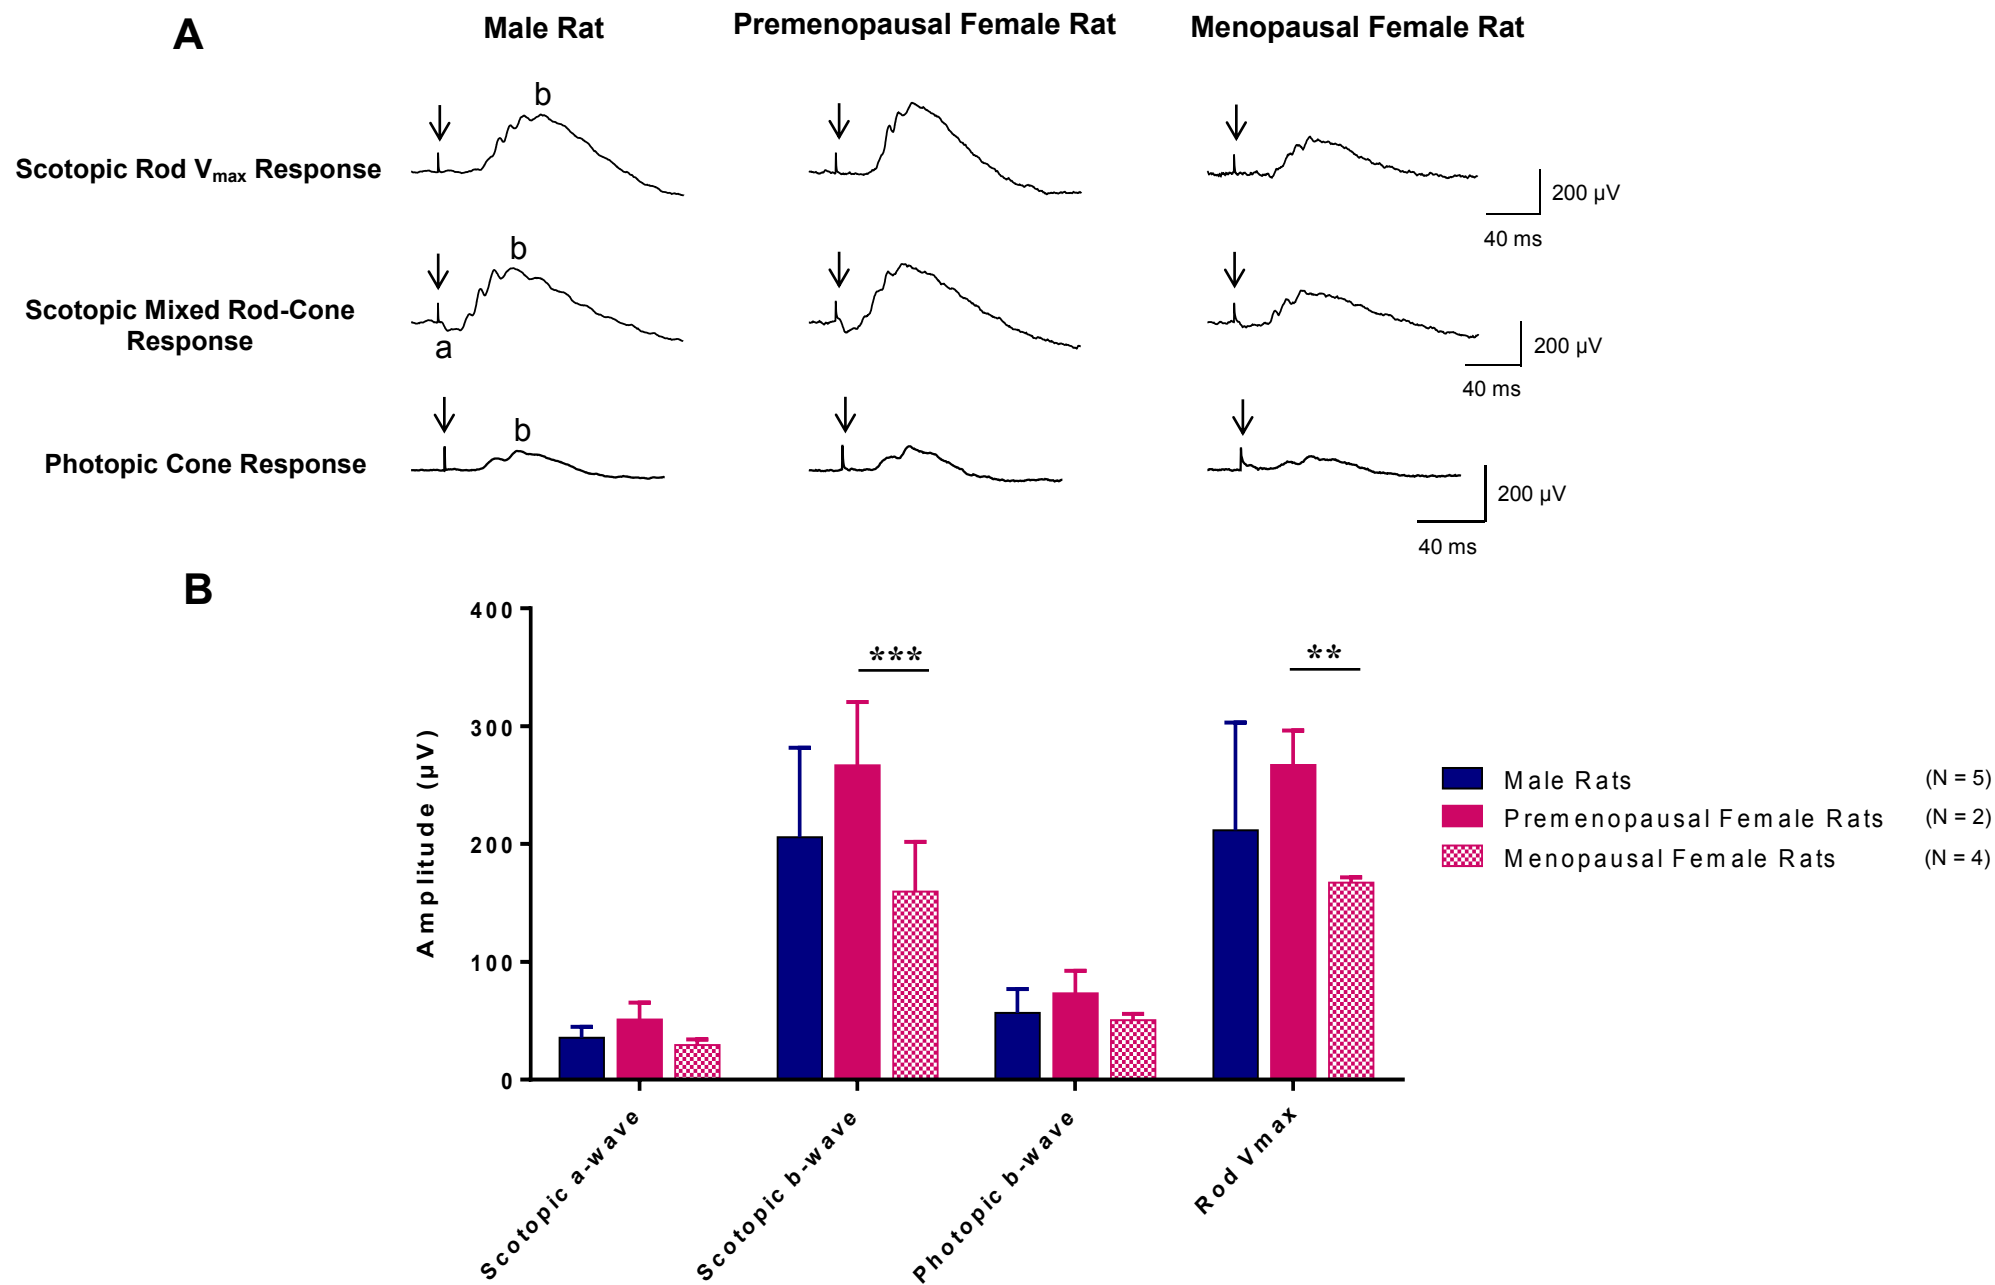 A
Male Rat
Premenopausal Female Rat
Menopausal Female Rat
b
Scotopic Rod Vmax Response
200 µV
40 ms
b
Scotopic Mixed Rod-Cone
Response
a
200 µV
40 ms
b
Photopic Cone Response
200 µV
40 ms
B
400
300
200
100
0
Amplitude (µV)
***
**
Scotopic a-wave
Scotopic b-wave
Photopic b-wave
Rod Vmax
Male Rats (N = 5)
Premenopausal Female Rats (N = 2)
Menopausal Female Rats (N = 4)